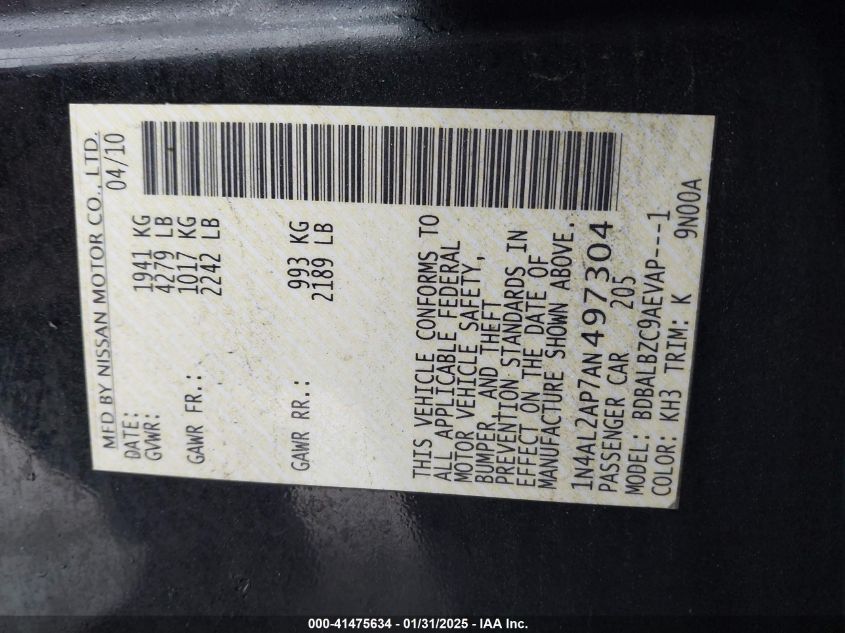 MFD BY NISSAN MOTOR CO., LTD.
DATE: 04/10
GVWR: 1941 KG
4279 LB
GAWR FR.: 1017 KG
2242 LB
GAWR RR.: 993 KG
2189 LB
THIS VEHICLE CONFORMS TO
ALL APPLICABLE FEDERAL
MOTOR VEHICLE SAFETY,
BUMPER, AND THEFT
PREVENTION STANDARDS IN
EFFECT ON THE DATE OF
MANUFACTURE SHOWN ABOVE.
1N4AL2AP7AN497304
PASSENGER CAR 205
MODEL: BDBALBZC9AEVAP---1
COLOR: KH3 TRIM: K 9N00A
000-41475634 - 01/31/2025 - IAA Inc.